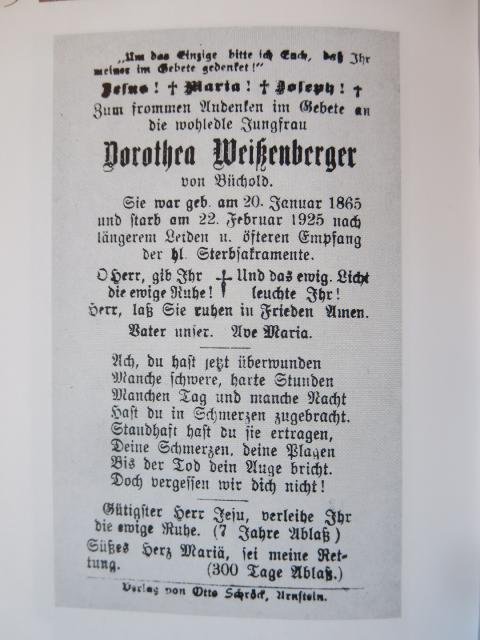 „Um das Einzige bitte ich Euch, daß Ihr
meiner im Gebete gedenket!"
Jesus! † Maria! † Joseph! †
Zum frommen Andenken im Gebete an
die wohledle Jungfrau
Dorothea Weißenberger
von Büchold.
Sie war geb. am 20. Januar 1865
und starb am 22. Februar 1925 nach
längerem Leiden u. öfteren Empfang
der hl. Sterbsakramente.
O Herr, gib Ihr † Und das ewig. Licht
die ewige Ruhe! leuchte Ihr!
Herr, laß Sie ruhen in Frieden Amen.
Vater unser. Ave Maria.
Ach, du hast jetzt überwunden
Manche schwere, harte Stunden
Manchen Tag und manche Nacht
Hast du in Schmerzen zugebracht.
Standhaft hast du sie ertragen,
Deine Schmerzen, deine Plagen
Bis der Tod dein Auge bricht.
Doch vergessen wir dich nicht!
Gütigster Herr Jesu, verleihe Ihr
die ewige Ruhe. (7 Jahre Ablaß)
Süßes Herz Mariä, sei meine Ret-
tung. (300 Tage Ablaß.)
Verlag von Otto Schröck, Arnstein.